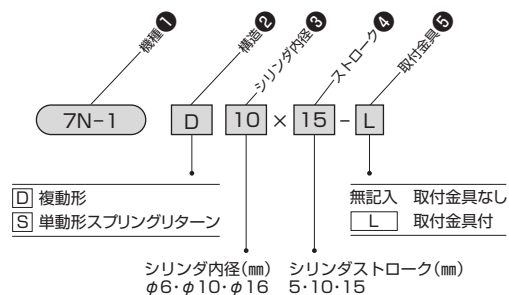 機種❶
構造❷
シリンダ内径❸
ストローク❹
取付金具❺
7N-1 D 10 × 15 - L
D 複動形
S 単動形スプリングリターン
無記入 取付金具なし
L 取付金具付
シリンダ内径(㎜)
φ6・φ10・φ16
シリンダストローク(㎜)
5・10・15